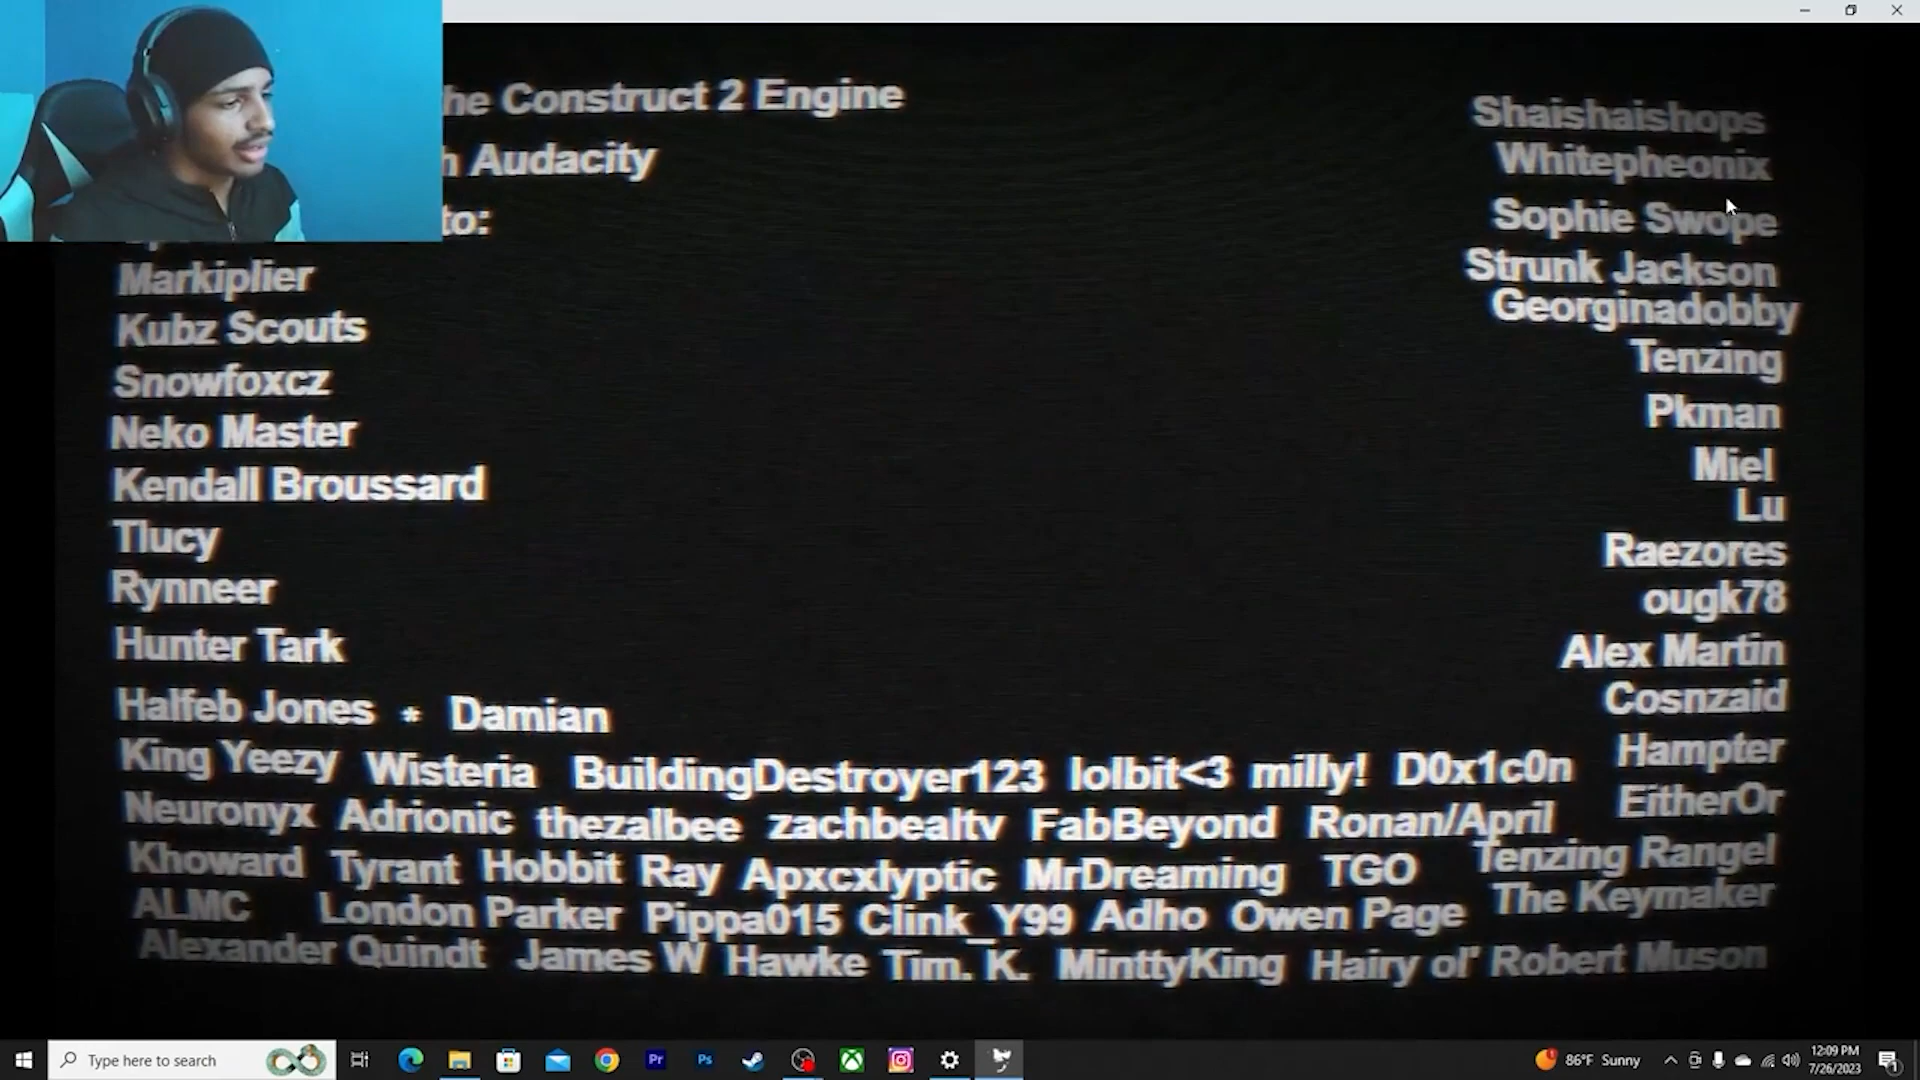 he Construct 2 Engine
h Audacity
to:
Markiplier
Kubz Scouts
Snowfoxcz
Neko Master
Kendall Broussard
Tlucy
Rynneer
Hunter Tark
Halfeb Jones * Damian
King Yeezy Wisteria BuildingDestroyer123 lolbit<3 milly! D0x1c0n
Neuronyx Adrionic thezalbee zachbealtv FabBeyond Ronan/April
Khoward Tyrant Hobbit Ray Apxcxlyptic MrDreaming TGO
ALMC London Parker Pippa015 Clink_Y99 Adho Owen Page
Alexander Quindt James W Hawke Tim. K. MinttyKing Hairy ol' Robert Muson
Shaishaishops
Whitepheonix
Sophie Swope
Strunk Jackson
Georginadobby
Tenzing
Pkman
Miel
Lu
Raezores
ougk78
Alex Martin
Cosnzaid
Hampter
EitherOr
Tenzing Rangel
The Keymaker
Type here to search
Pr
Ps
86°F Sunny
12:09 PM
7/26/2023
1